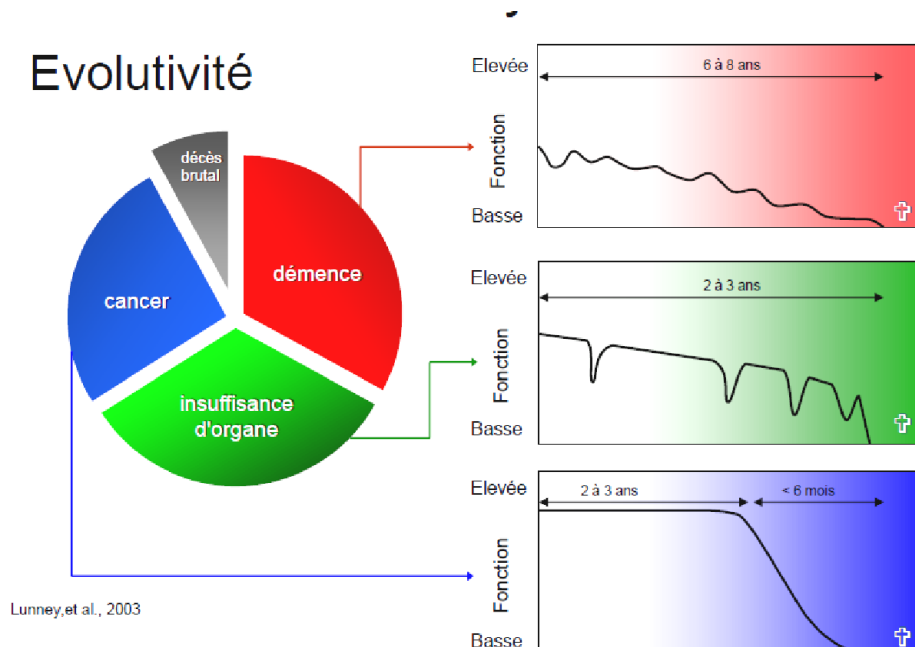 Evolutivité
décès
brutal
démence
cancer
insuffisance
d'organe
Lunney,et al., 2003
Elevée
6 à 8 ans
Fonction
Basse
Elevée
2 à 3 ans
Fonction
Basse
Elevée
2 à 3 ans
< 6 mois
Fonction
Basse